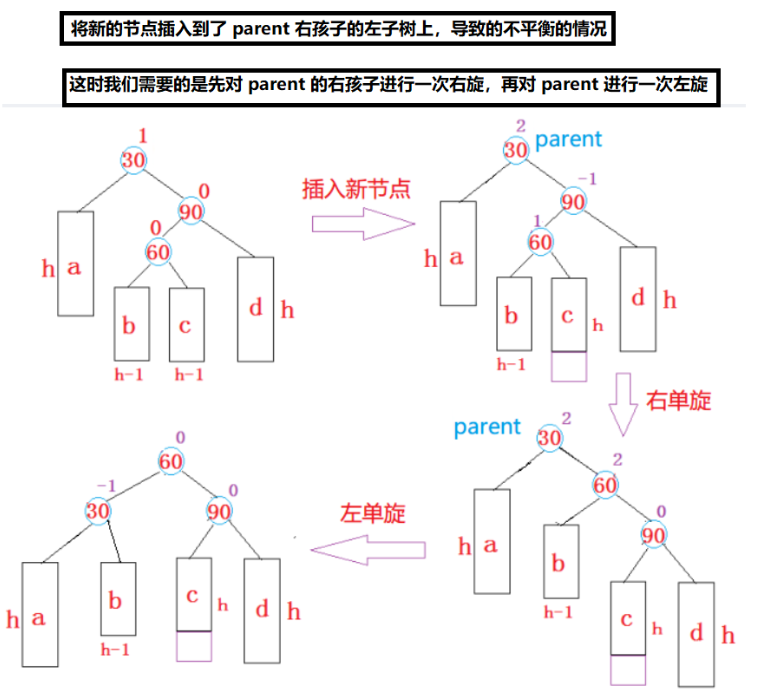 将新的节点插入到了 parent 右孩子的左子树上，导致的不平衡的情况
这时我们需要的是先对 parent 的右孩子进行一次右旋，再对 parent 进行一次左旋
1
30
0
90
0
60
h a
b
c
d h
h-1 h-1
插入新节点
2
30 parent
-1
90
1
60
h a
b
c h
d h
h-1
右单旋
parent 30 2
2
60
0
90
h a
b
h-1
c h
d h
左单旋
0
60
-1
30
0
90
h a
b
h-1
c h
d h